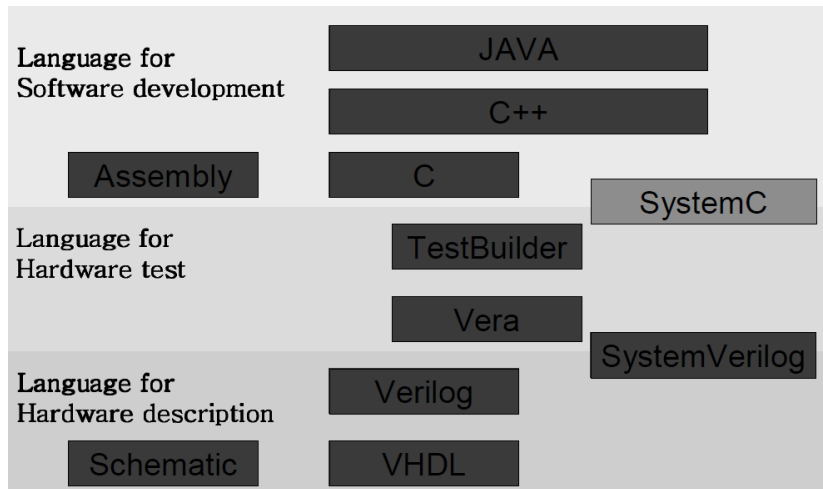 Language for
Software development
JAVA
C++
Assembly
C
SystemC
Language for
Hardware test
TestBuilder
Vera
SystemVerilog
Language for
Hardware description
Verilog
Schematic
VHDL